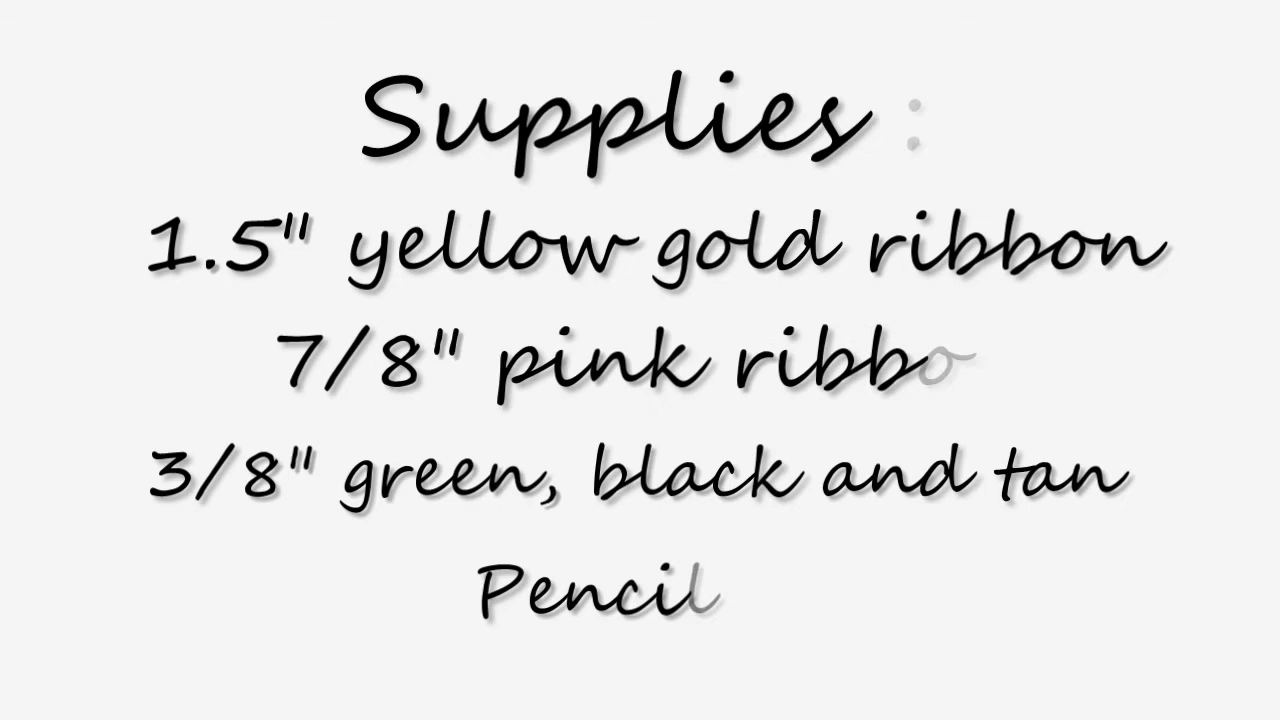 Supplies :
1.5" yellow gold ribbon
7/8" pink ribbo
3/8" green, black and tan
Pencil